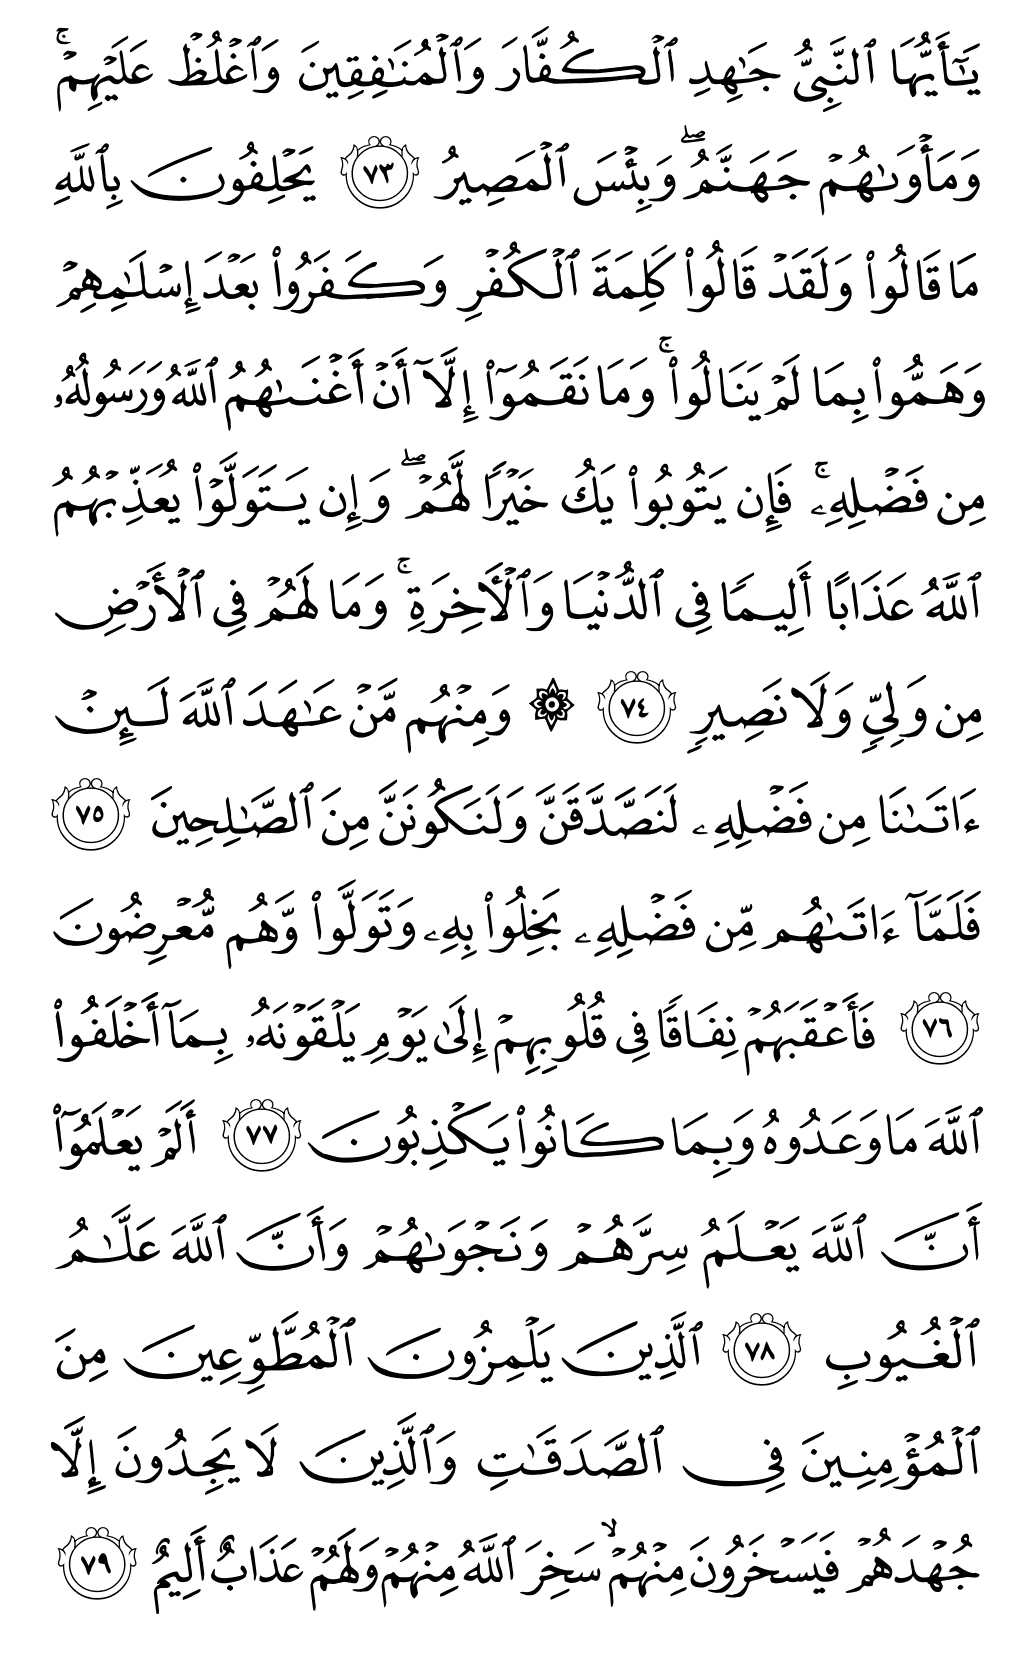 يَـٰٓأَيُّهَا ٱلنَّبِىُّ جَـٰهِدِ ٱلۡكُفَّارَ وَٱلۡمُنَـٰفِقِينَ وَٱغۡلُظۡ عَلَيۡهِمۡۚ
وَمَأۡوَىٰهُمۡ جَهَنَّمُۖ وَبِئۡسَ ٱلۡمَصِيرُ ٧٣ يَحۡلِفُونَ بِٱللَّهِ
مَا قَالُواْ وَلَقَدۡ قَالُواْ كَلِمَةَ ٱلۡكُفۡرِ وَكَفَرُواْ بَعۡدَ إِسۡلَـٰمِهِمۡ
وَهَمُّواْ بِمَا لَمۡ يَنَالُواْۚ وَمَا نَقَمُوٓاْ إِلَّآ أَنۡ أَغۡنَىٰهُمُ ٱللَّهُ وَرَسُولُهُۥ
مِن فَضۡلِهِۦۚ فَإِن يَتُوبُواْ يَكُ خَيۡرࣰا لَّهُمۡۖ وَإِن يَتَوَلَّوۡاْ يُعَذِّبۡهُمُ
ٱللَّهُ عَذَابًا أَلِيمࣰا فِى ٱلدُّنۡيَا وَٱلۡأَخِرَةِۚ وَمَا لَهُمۡ فِى ٱلۡأَرۡضِ
مِن وَلِىࣲّ وَلَا نَصِيرࣲ ٧٤ ۞ وَمِنۡهُم مَّنۡ عَـٰهَدَ ٱللَّهَ لَئِنۡ
ءَاتَىٰنَا مِن فَضۡلِهِۦ لَنَصَّدَّقَنَّ وَلَنَكُونَنَّ مِنَ ٱلصَّـٰلِحِينَ ٧٥
فَلَمَّآ ءَاتَىٰهُم مِّن فَضۡلِهِۦ بَخِلُواْ بِهِۦ وَتَوَلَّواْ وَّهُم مُّعۡرِضُونَ
٧٦ فَأَعۡقَبَهُمۡ نِفَاقࣰا فِى قُلُوبِهِمۡ إِلَىٰ يَوۡمِ يَلۡقَوۡنَهُۥ بِمَآ أَخۡلَفُواْ
ٱللَّهَ مَا وَعَدُوهُ وَبِمَا كَانُواْ يَكۡذِبُونَ ٧٧ أَلَمۡ يَعۡلَمُوٓاْ
أَنَّ ٱللَّهَ يَعۡلَمُ سِرَّهُمۡ وَنَجۡوَىٰهُمۡ وَأَنَّ ٱللَّهَ عَلَّـٰمُ
ٱلۡغُيُوبِ ٧٨ ٱلَّذِينَ يَلۡمِزُونَ ٱلۡمُطَّوِّعِينَ مِنَ
ٱلۡمُؤۡمِنِينَ فِى ٱلصَّدَقَـٰتِ وَٱلَّذِينَ لَا يَجِدُونَ إِلَّا
جُهۡدَهُمۡ فَيَسۡخَرُونَ مِنۡهُمۡۙ سَخِرَ ٱللَّهُ مِنۡهُمۡ وَلَهُمۡ عَذَابٌ أَلِيمٌ ٧٩